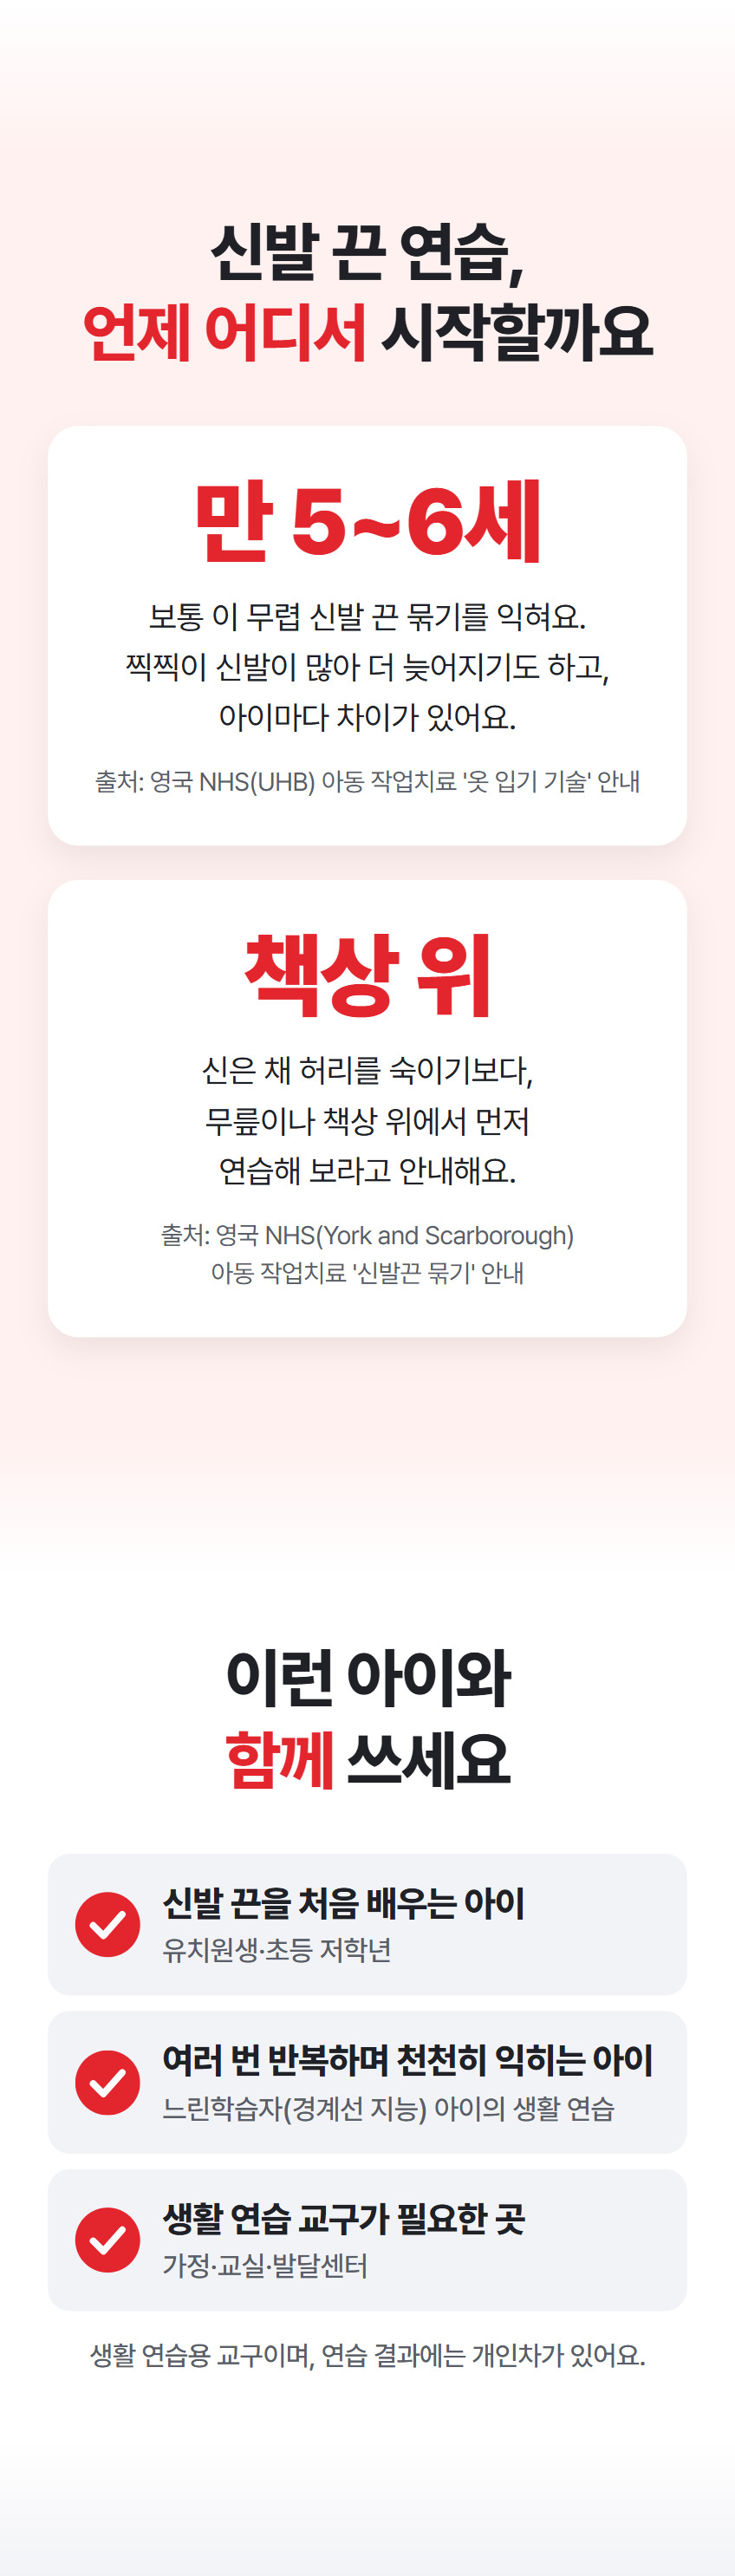 신발 끈 연습,
언제 어디서 시작할까요
만 5~6세
보통 이 무렵 신발 끈 묶기를 익혀요.
찍찍이 신발이 많아 더 늦어지기도 하고,
아이마다 차이가 있어요.
출처: 영국 NHS(UHB) 아동 작업치료 '옷 입기 기술' 안내
책상 위
신은 채 허리를 숙이기보다,
무릎이나 책상 위에서 먼저
연습해 보라고 안내해요.
출처: 영국 NHS(York and Scarborough)
아동 작업치료 '신발끈 묶기' 안내
이런 아이와
함께 쓰세요
신발 끈을 처음 배우는 아이
유치원생·초등 저학년
여러 번 반복하며 천천히 익히는 아이
느린학습자(경계선 지능) 아이의 생활 연습
생활 연습 교구가 필요한 곳
가정·교실·발달센터
생활 연습용 교구이며, 연습 결과에는 개인차가 있어요.